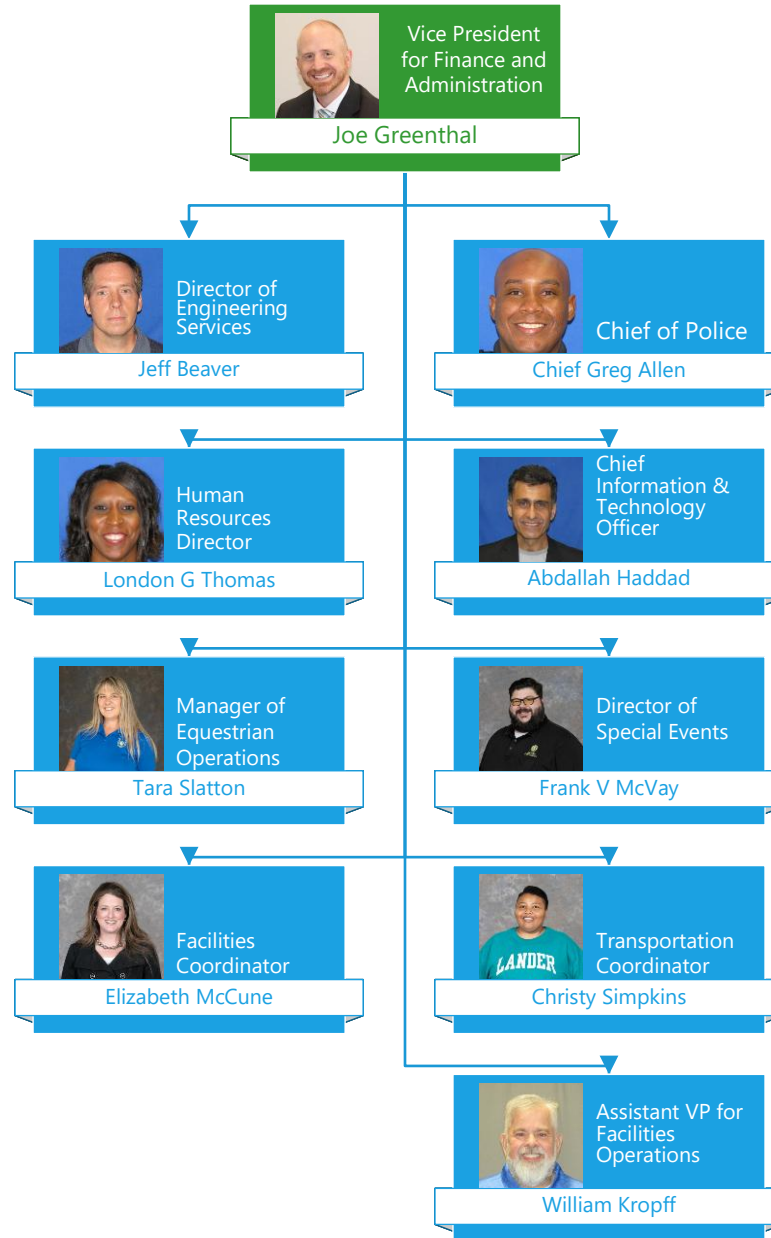 Vice President
for Finance and
Administration
Joe Greenthal
Director of
Engineering
Services
Jeff Beaver
Chief of Police
Chief Greg Allen
Human
Resources
Director
London G Thomas
Chief
Information &
Technology
Officer
Abdallah Haddad
Manager of
Equestrian
Operations
Tara Slatton
Director of
Special Events
Frank V McVay
Facilities
Coordinator
Elizabeth McCune
LANDER
Transportation
Coordinator
Christy Simpkins
Assistant VP for
Facilities
Operations
William Kropff